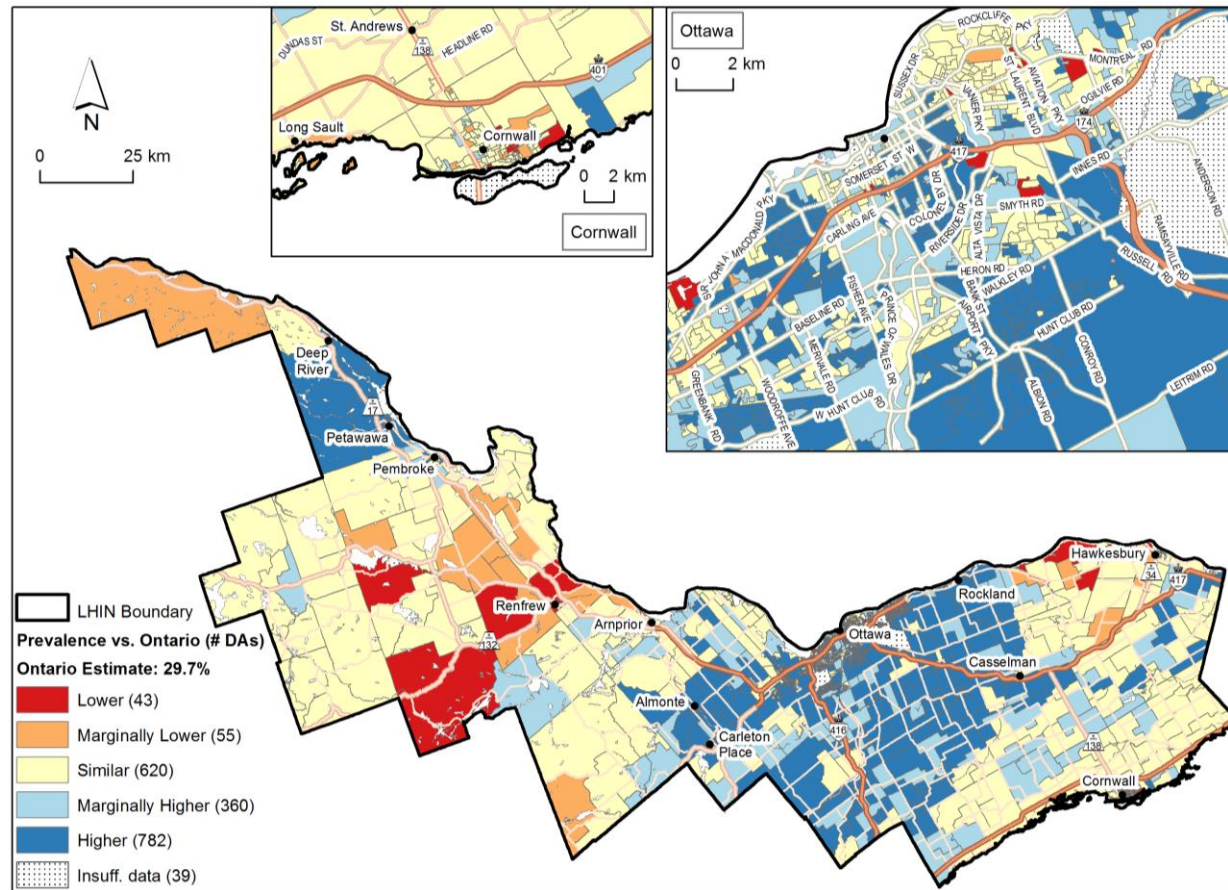 St. Andrews
DUNDAS ST
138
HEADLINE RD
401
Long Sault
Cornwall
0 2 km
Cornwall
N
0 25 km
Ottawa
0 2 km
ROCKCLIFFE PKY
SUSSEX DR
ST LAURENT BLVD
AVIATION PKY
MONTREAL RD
VANIER PKY
OGILVIE RD
174
417
SOMERSET ST W
INNES RD
ANDERSON RD
COLONEL BY DR
RIVERSIDE DR
ALTA VISTA DR
SMYTH RD
SIR JOHN A MACDONALD PKY
CARLING AVE
RAMSAYVILLE RD
RUSSELL RD
HERON RD
WALKLEY RD
FISHER AVE
PRINCE OF WALES DR
BANK ST
AIRPORT PKY
BASELINE RD
MERIVALE RD
HUNT CLUB RD
CONROY RD
GREENBANK RD
WOODROFFE AVE
W HUNT CLUB RD
ALBION RD
LEITRIM RD
Deep River
17
Petawawa
Pembroke
Renfrew
132
Arnprior
Almonte
Carleton Place
Ottawa
416
Rockland
Casselman
Hawkesbury
34
417
138
Cornwall
LHIN Boundary
Prevalence vs. Ontario (# DAs)
Ontario Estimate: 29.7%
Lower (43)
Marginally Lower (55)
Similar (620)
Marginally Higher (360)
Higher (782)
Insuff. data (39)